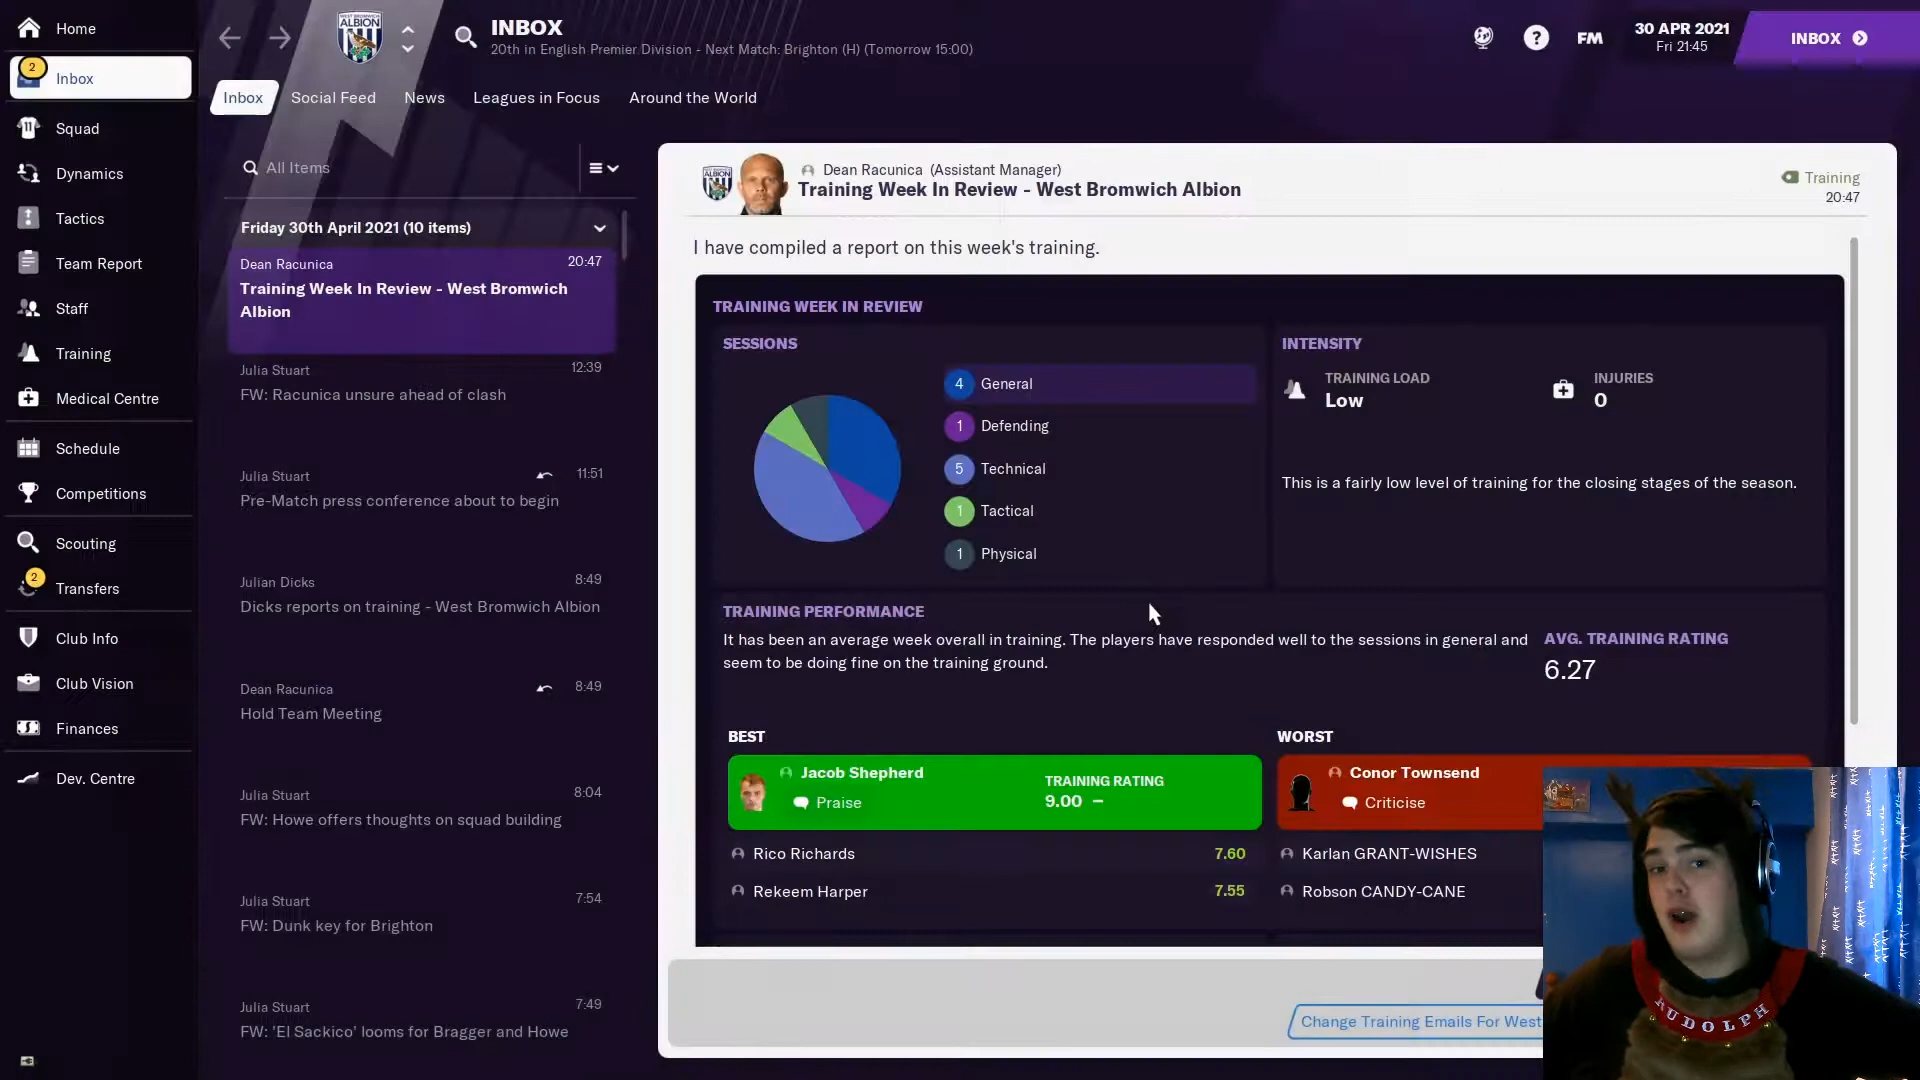 Home
2
Inbox
Squad
Dynamics
Tactics
Team Report
Staff
Training
Medical Centre
Schedule
Competitions
Scouting
2
Transfers
Club Info
Club Vision
Finances
Dev. Centre
ALBION
INBOX
20th in English Premier Division - Next Match: Brighton (H) (Tomorrow 15:00)
FM
30 APR 2021
Fri 21:45
INBOX
Inbox
Social Feed
News
Leagues in Focus
Around the World
All Items
Friday 30th April 2021 (10 items)
Dean Racunica
20:47
Training Week In Review - West Bromwich
Albion
Julia Stuart
12:39
FW: Racunica unsure ahead of clash
Julia Stuart
11:51
Pre-Match press conference about to begin
Julian Dicks
8:49
Dicks reports on training - West Bromwich Albion
Dean Racunica
8:49
Hold Team Meeting
Julia Stuart
8:04
FW: Howe offers thoughts on squad building
Julia Stuart
7:54
FW: Dunk key for Brighton
Julia Stuart
7:49
FW: 'El Sackico' looms for Bragger and Howe
ALBION
Dean Racunica (Assistant Manager)
Training Week In Review - West Bromwich Albion
Training
20:47
I have compiled a report on this week's training.
TRAINING WEEK IN REVIEW
SESSIONS
4 General
1 Defending
5 Technical
1 Tactical
1 Physical
INTENSITY
TRAINING LOAD
Low
INJURIES
0
This is a fairly low level of training for the closing stages of the season.
TRAINING PERFORMANCE
It has been an average week overall in training. The players have responded well to the sessions in general and
seem to be doing fine on the training ground.
AVG. TRAINING RATING
6.27
BEST
Jacob Shepherd
Praise
TRAINING RATING
9.00 –
Rico Richards 7.60
Rekeem Harper 7.55
WORST
Conor Townsend
Criticise
Karlan GRANT-WISHES
Robson CANDY-CANE
Change Training Emails For West
RUDOLPH